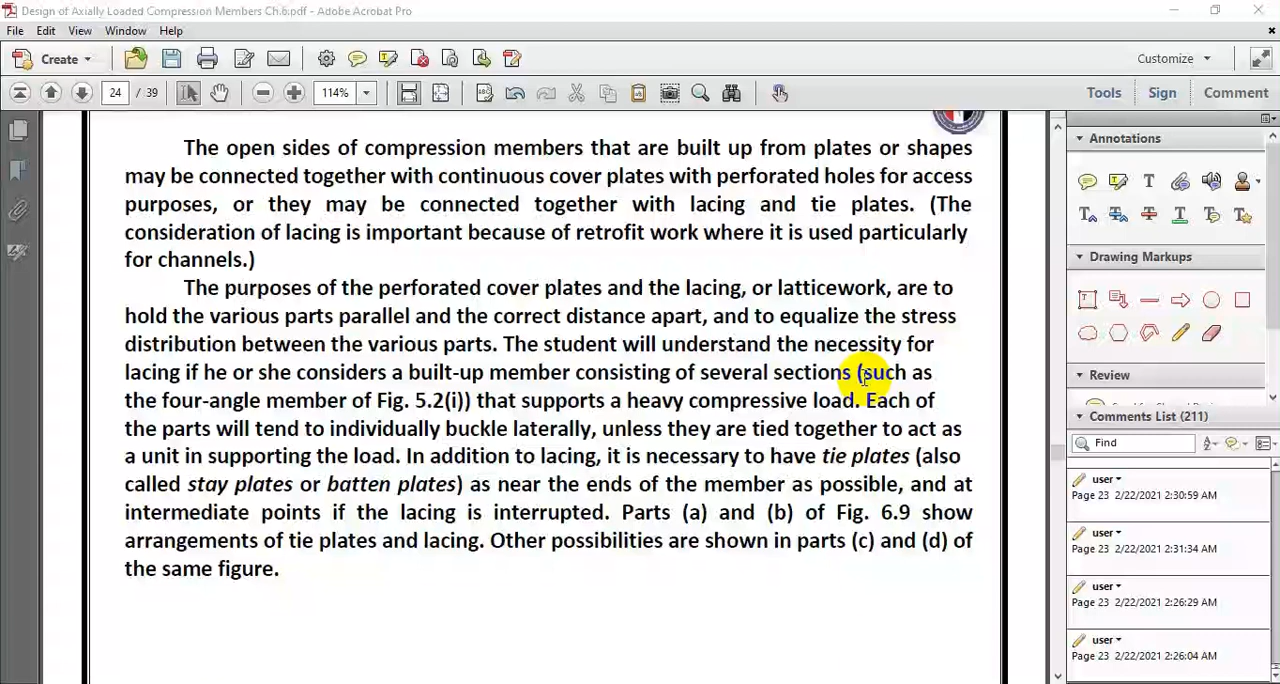 Design of Axially Loaded Compression Members Ch.6.pdf - Adobe Acrobat Pro
File Edit View Window Help
Create Customize
24 / 39 114% Tools Sign Comment
The open sides of compression members that are built up from plates or shapes
may be connected together with continuous cover plates with perforated holes for access
purposes, or they may be connected together with lacing and tie plates. (The
consideration of lacing is important because of retrofit work where it is used particularly
for channels.)
The purposes of the perforated cover plates and the lacing, or latticework, are to
hold the various parts parallel and the correct distance apart, and to equalize the stress
distribution between the various parts. The student will understand the necessity for
lacing if he or she considers a built-up member consisting of several sections (such as
the four-angle member of Fig. 5.2(i)) that supports a heavy compressive load. Each of
the parts will tend to individually buckle laterally, unless they are tied together to act as
a unit in supporting the load. In addition to lacing, it is necessary to have tie plates (also
called stay plates or batten plates) as near the ends of the member as possible, and at
intermediate points if the lacing is interrupted. Parts (a) and (b) of Fig. 6.9 show
arrangements of tie plates and lacing. Other possibilities are shown in parts (c) and (d) of
the same figure.
Annotations
Drawing Markups
Review
Comments List (211)
Find
user
Page 23 2/22/2021 2:30:59 AM
user
Page 23 2/22/2021 2:31:34 AM
user
Page 23 2/22/2021 2:26:29 AM
user
Page 23 2/22/2021 2:26:04 AM